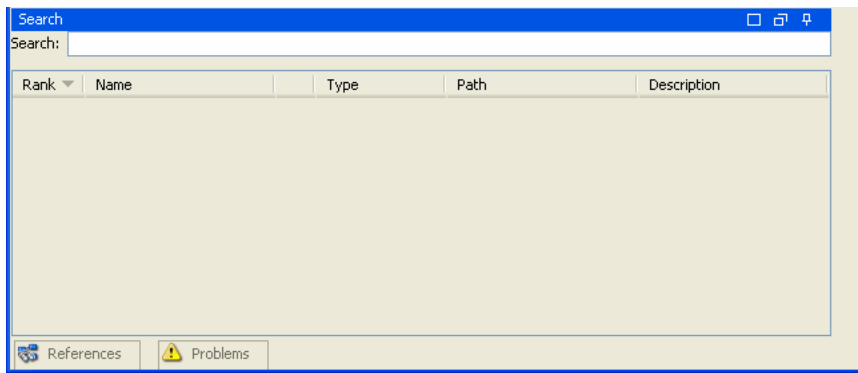 Search
Search:
Rank Name Type Path Description
References Problems